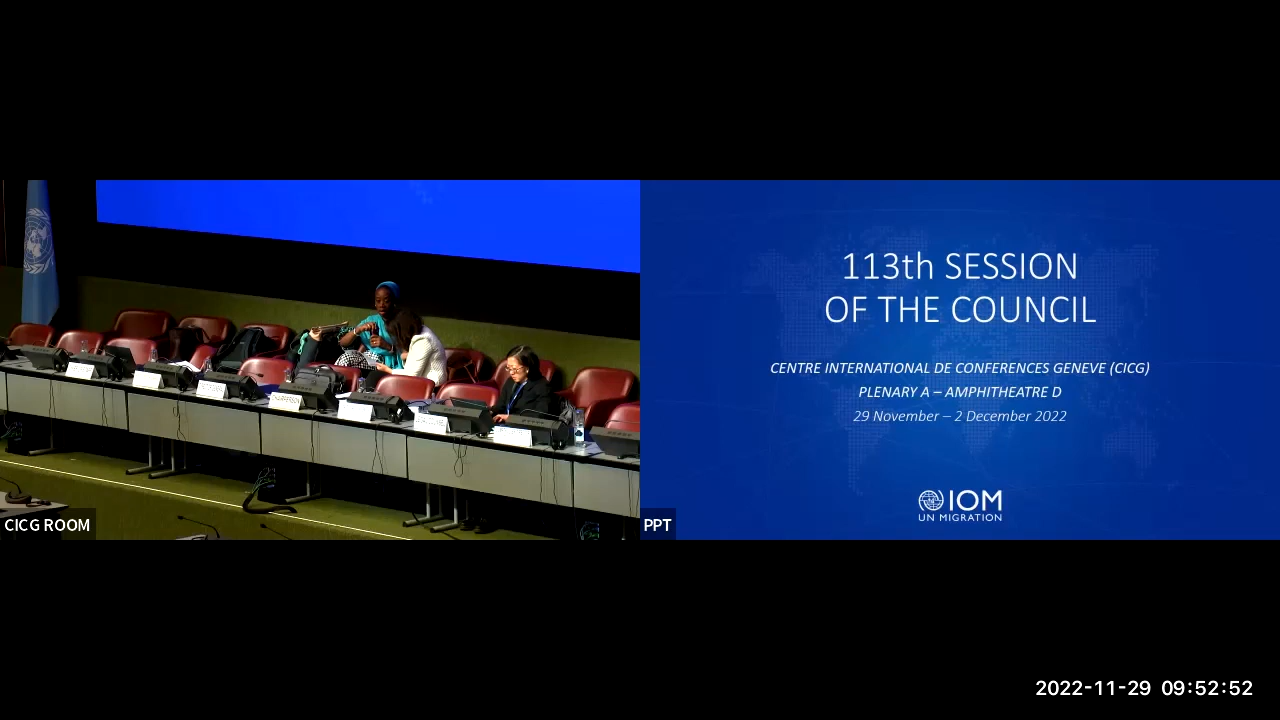 113th SESSION
OF THE COUNCIL
CENTRE INTERNATIONAL DE CONFERENCES GENEVE (CICG)
PLENARY A – AMPHITHEATRE D
29 November – 2 December 2022
IOM
UN MIGRATION
CICG ROOM
PPT
2022-11-29 09:52:52